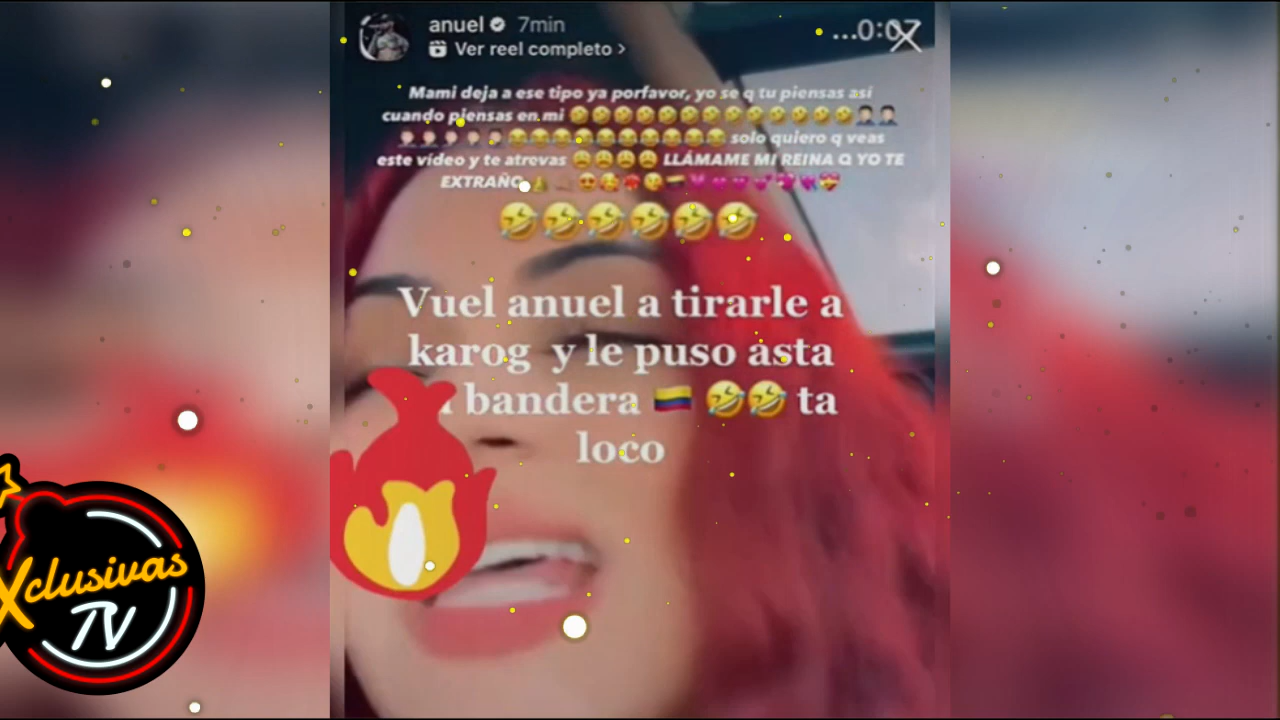 anuel 7min
...0:07
Ver reel completo >
Mami deja a ese tipo ya porfavor, yo se q tu piensas así
cuando piensas en mi 🤣🤣🤣🤣🤣🤣🤣🤣🤣🤣🤣🤣🤣🤦🏻‍♂️🤦🏻‍♂️
🤦🏻‍♂️🤦🏻‍♂️🤦🏻‍♂️🤦🏻‍♂️🤦🏻‍♂️😂😂😂😂😂😂😂😂😂😂 solo quiero q veas
este vídeo y te atrevas 😩😩😩😩 LLÁMAME MI REINA Q YO TE
EXTRAÑO
🤣🤣🤣🤣🤣🤣
Vuel anuel a tirarle a
karog y le puso asta
bandera 🇨🇴 🤣🤣 ta
loco
Xclusivas
TV